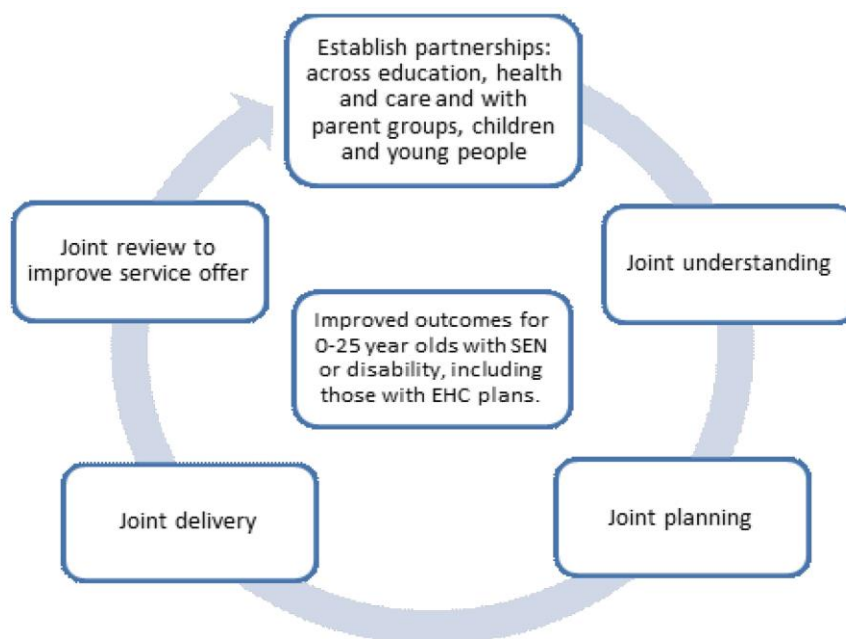 Establish partnerships:
across education, health
and care and with
parent groups, children
and young people
Joint understanding
Joint planning
Joint delivery
Joint review to
improve service offer
Improved outcomes for
0-25 year olds with SEN
or disability, including
those with EHC plans.